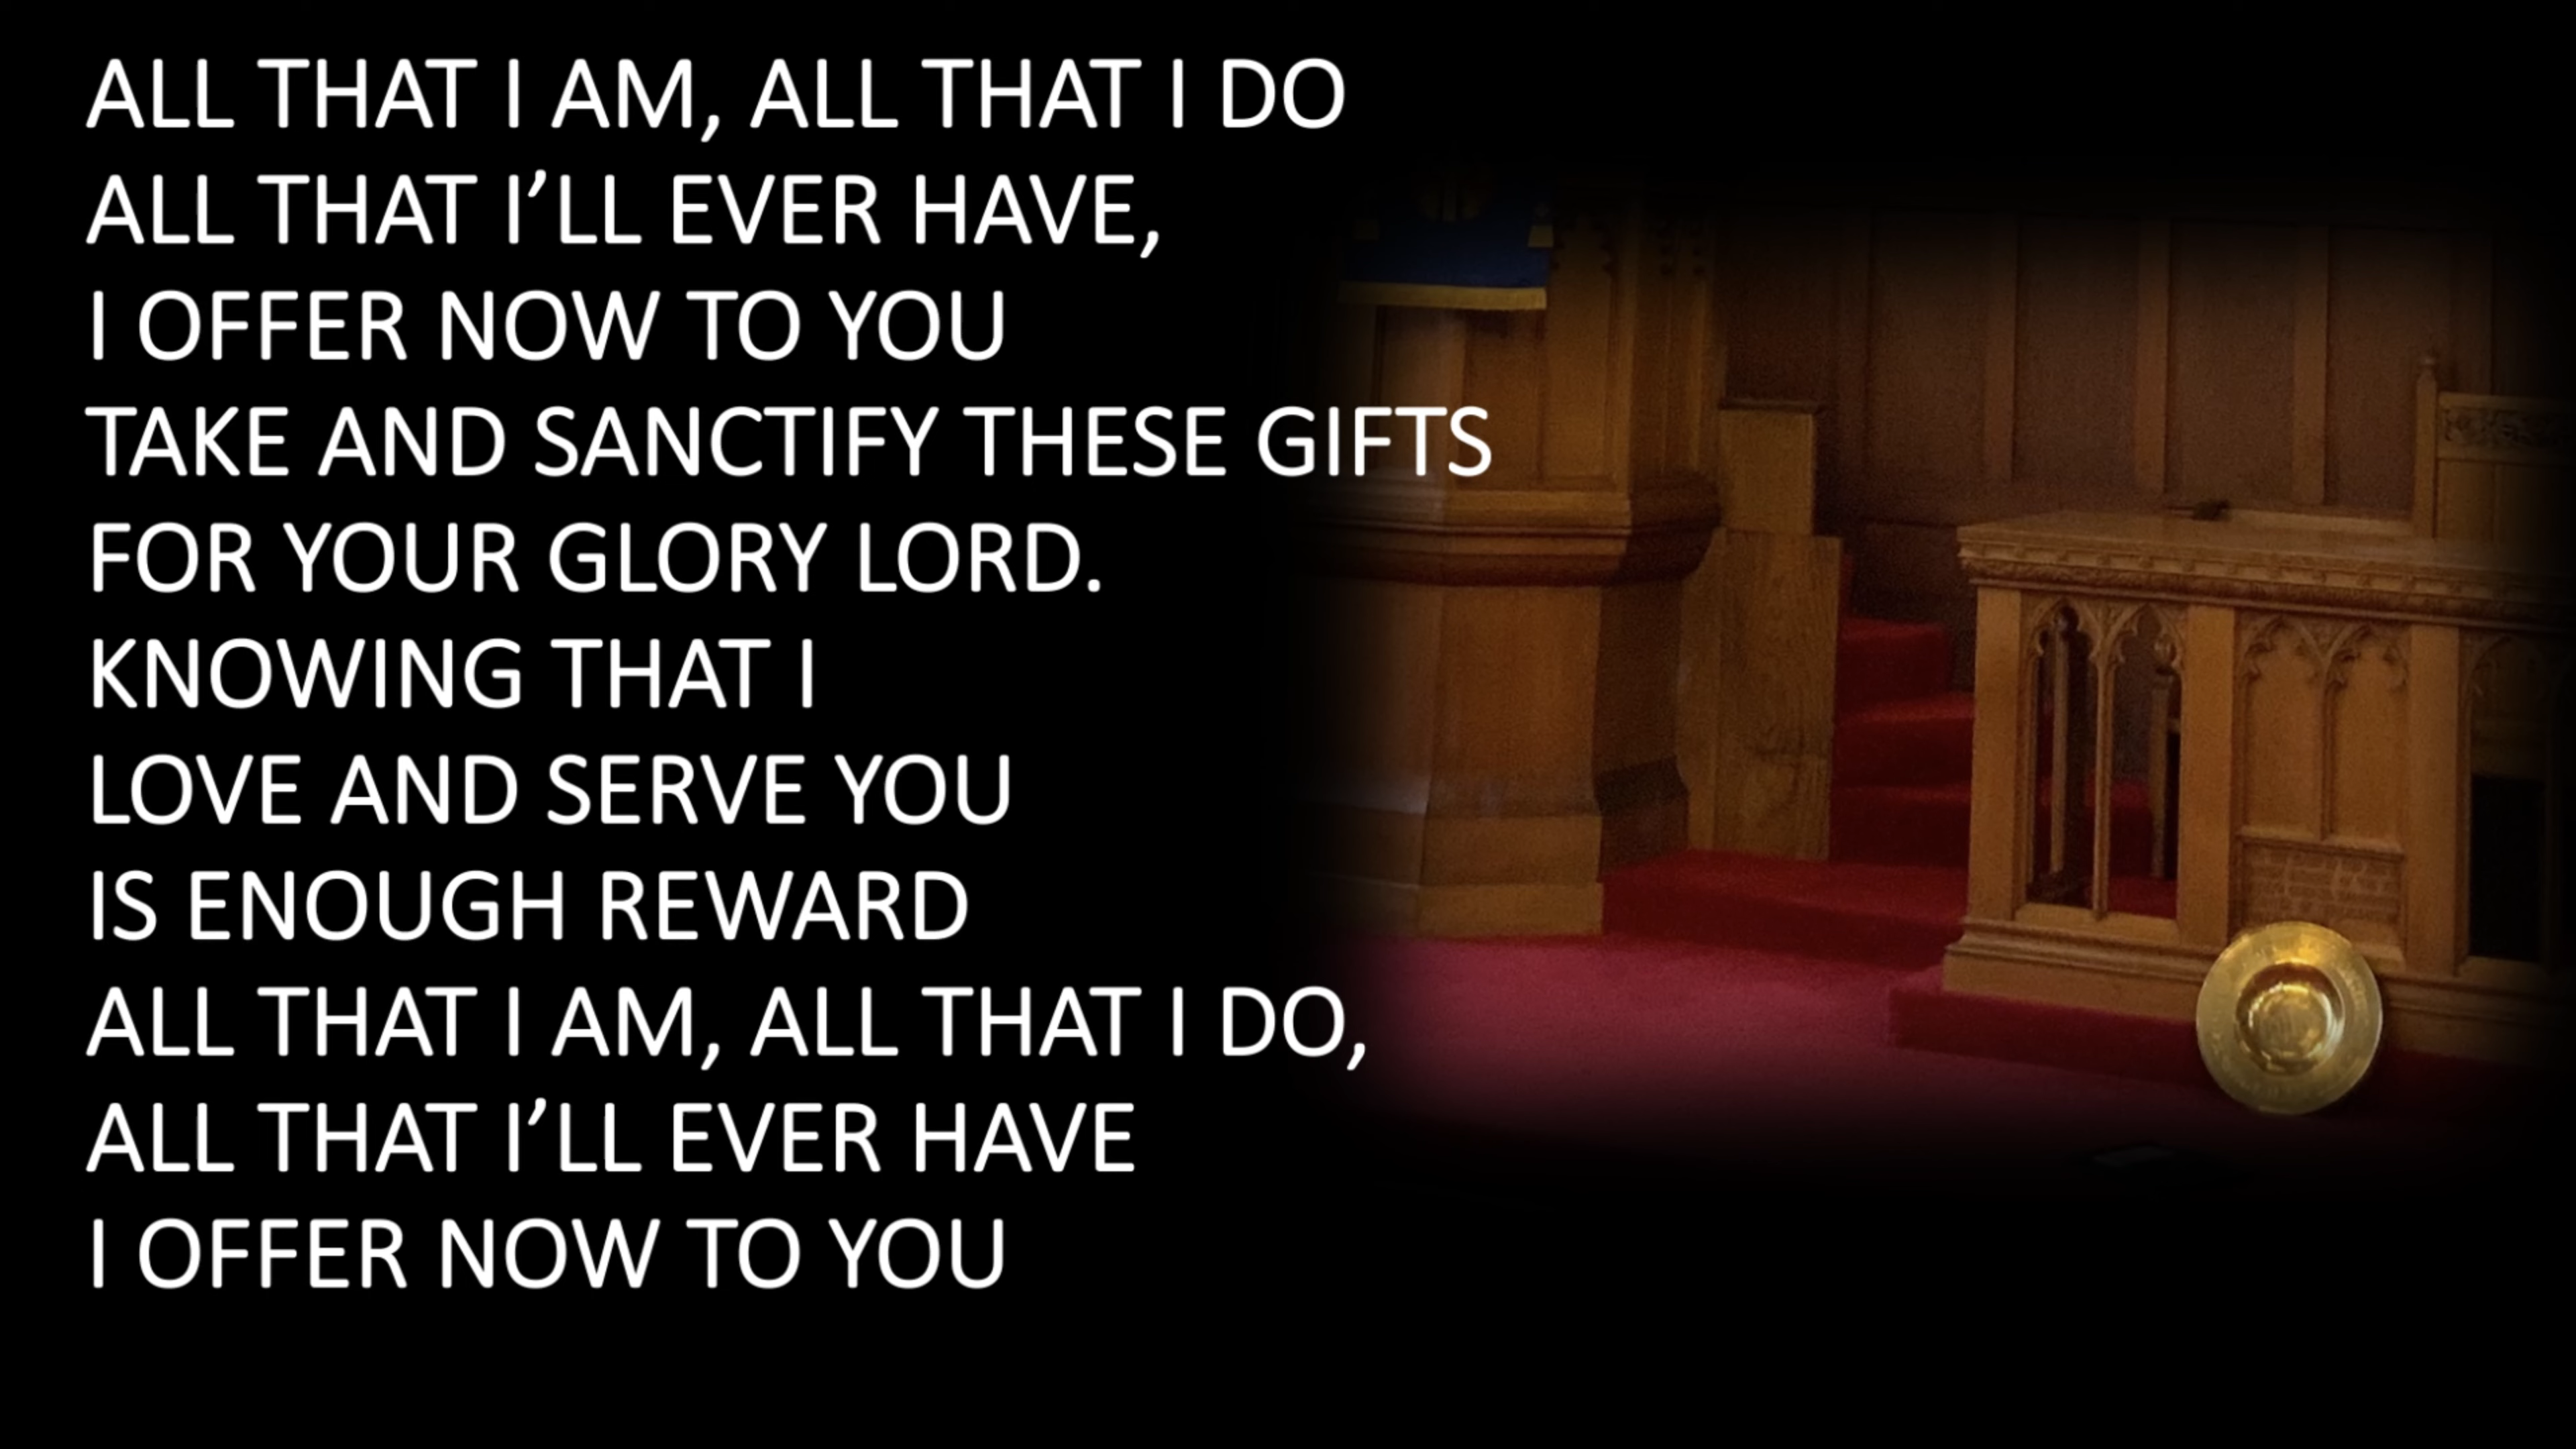 ALL THAT I AM, ALL THAT I DO
ALL THAT I’LL EVER HAVE,
I OFFER NOW TO YOU
TAKE AND SANCTIFY THESE GIFTS
FOR YOUR GLORY LORD.
KNOWING THAT I
LOVE AND SERVE YOU
IS ENOUGH REWARD
ALL THAT I AM, ALL THAT I DO,
ALL THAT I’LL EVER HAVE
I OFFER NOW TO YOU